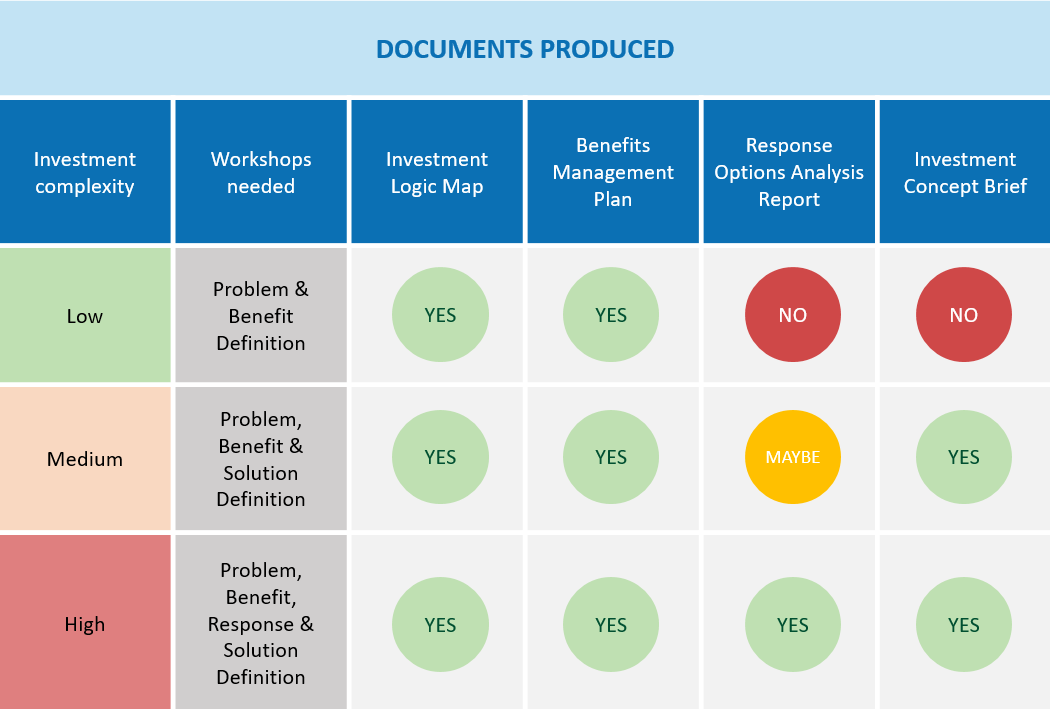 DOCUMENTS PRODUCED
Investment
complexity
Workshops
needed
Investment
Logic Map
Benefits
Management
Plan
Response
Options Analysis
Report
Investment
Concept Brief
Low
Problem &
Benefit
Definition
YES
YES
NO
NO
Medium
Problem,
Benefit &
Solution
Definition
YES
YES
MAYBE
YES
High
Problem,
Benefit,
Response &
Solution
Definition
YES
YES
YES
YES